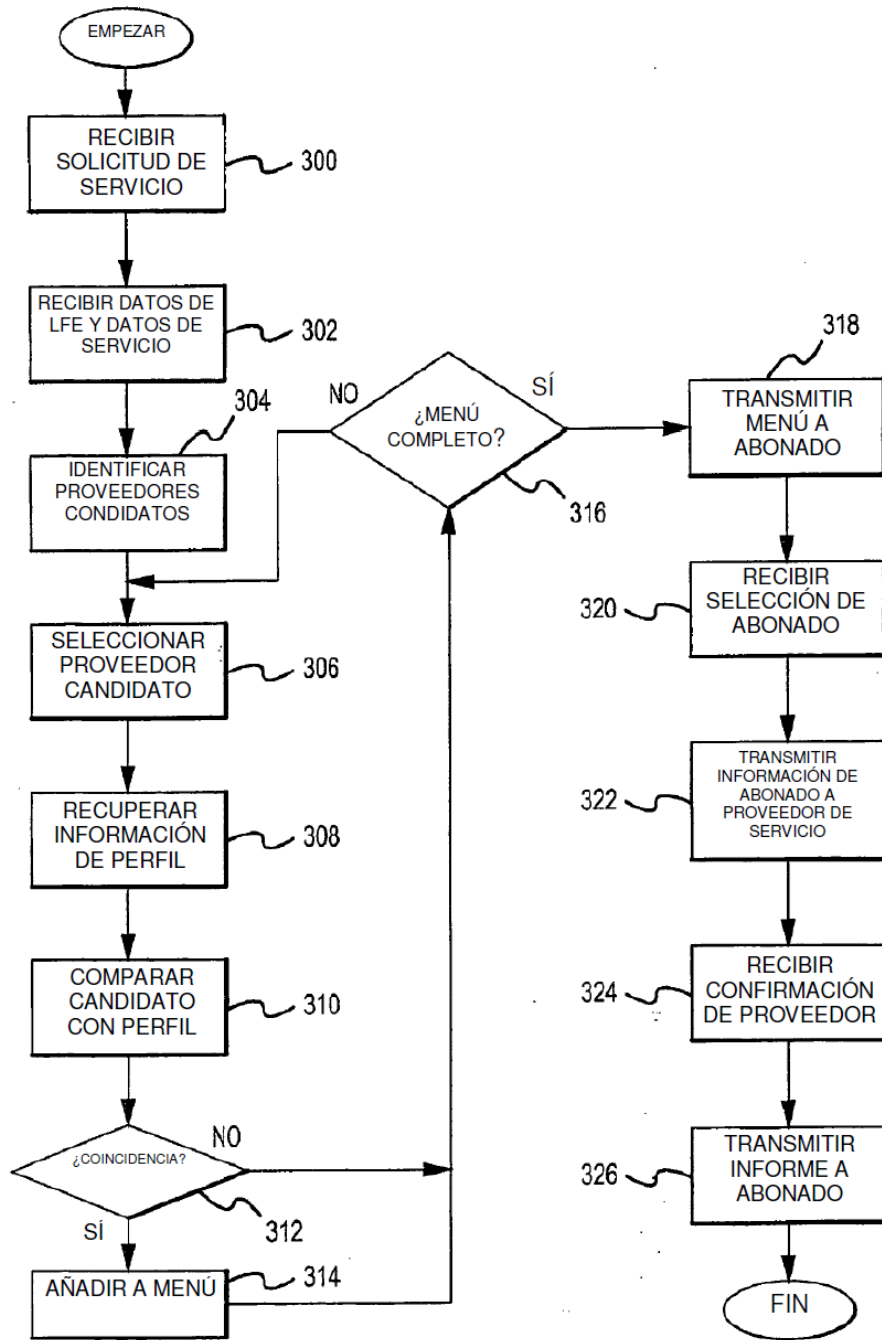 EMPEZAR
RECIBIR
SOLICITUD DE
SERVICIO
300
RECIBIR DATOS DE
LFE Y DATOS DE
SERVICIO
302
304
IDENTIFICAR
PROVEEDORES
CONDIDATOS
SELECCIONAR
PROVEEDOR
CANDIDATO
306
RECUPERAR
INFORMACIÓN
DE PERFIL
308
COMPARAR
CANDIDATO
CON PERFIL
310
¿COINCIDENCIA?
NO
312
SÍ
AÑADIR A MENÚ
314
NO
¿MENÚ
COMPLETO?
SÍ
316
318
TRANSMITIR
MENÚ A
ABONADO
320
RECIBIR
SELECCIÓN DE
ABONADO
322
TRANSMITIR
INFORMACIÓN DE
ABONADO A
PROVEEDOR DE
SERVICIO
324
RECIBIR
CONFIRMACIÓN
DE PROVEEDOR
326
TRANSMITIR
INFORME A
ABONADO
FIN